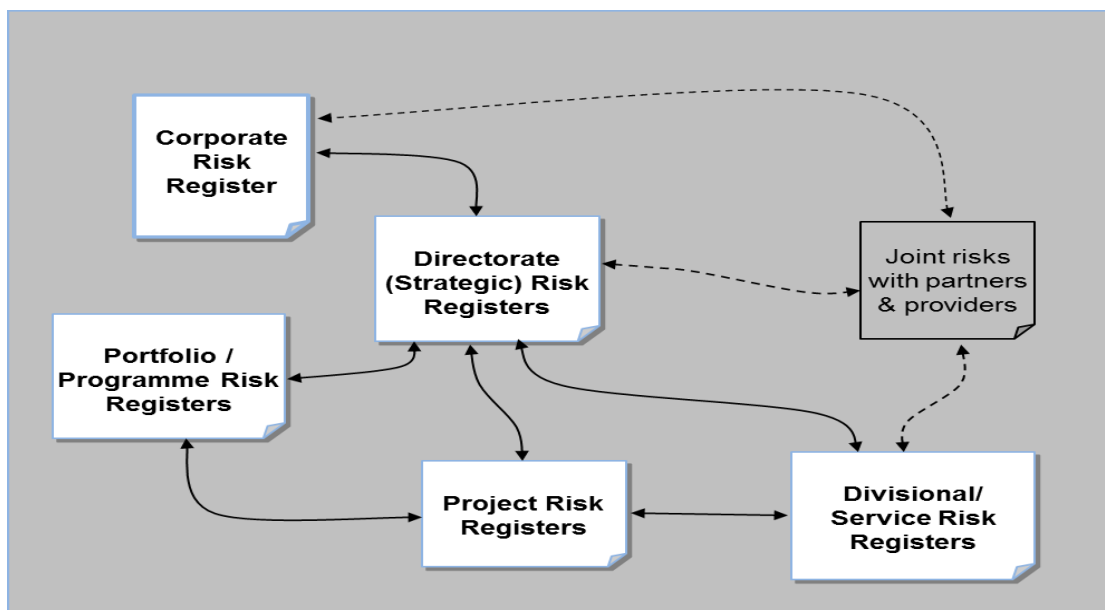 Corporate
Risk
Register
Directorate
(Strategic) Risk
Registers
Joint risks
with partners
& providers
Portfolio /
Programme Risk
Registers
Project Risk
Registers
Divisional/
Service Risk
Registers